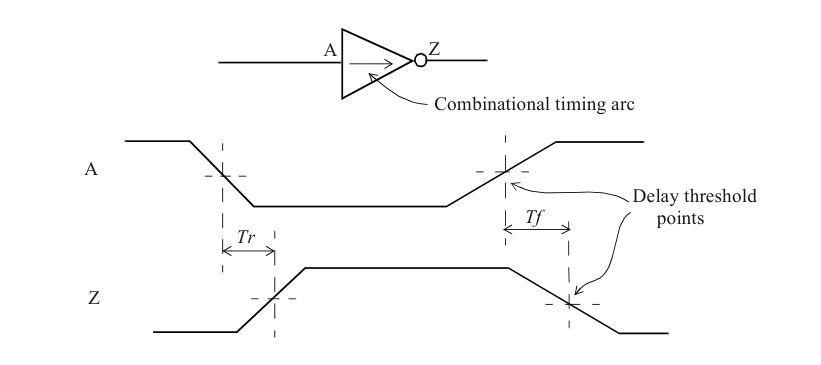 A
Z
Combinational timing arc
A
Delay threshold
points
Tf
Tr
Z